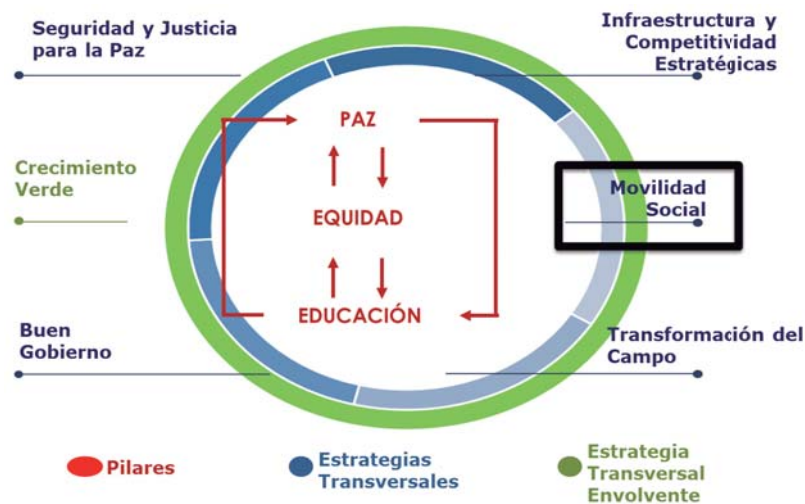 Seguridad y Justicia
para la Paz
Infraestructura y
Competitividad
Estratégicas
PAZ
Crecimiento
Verde
EQUIDAD
Movilidad
Social
EDUCACIÓN
Buen
Gobierno
Transformación del
Campo
Pilares
Estrategias
Transversales
Estrategia
Transversal
Envolvente